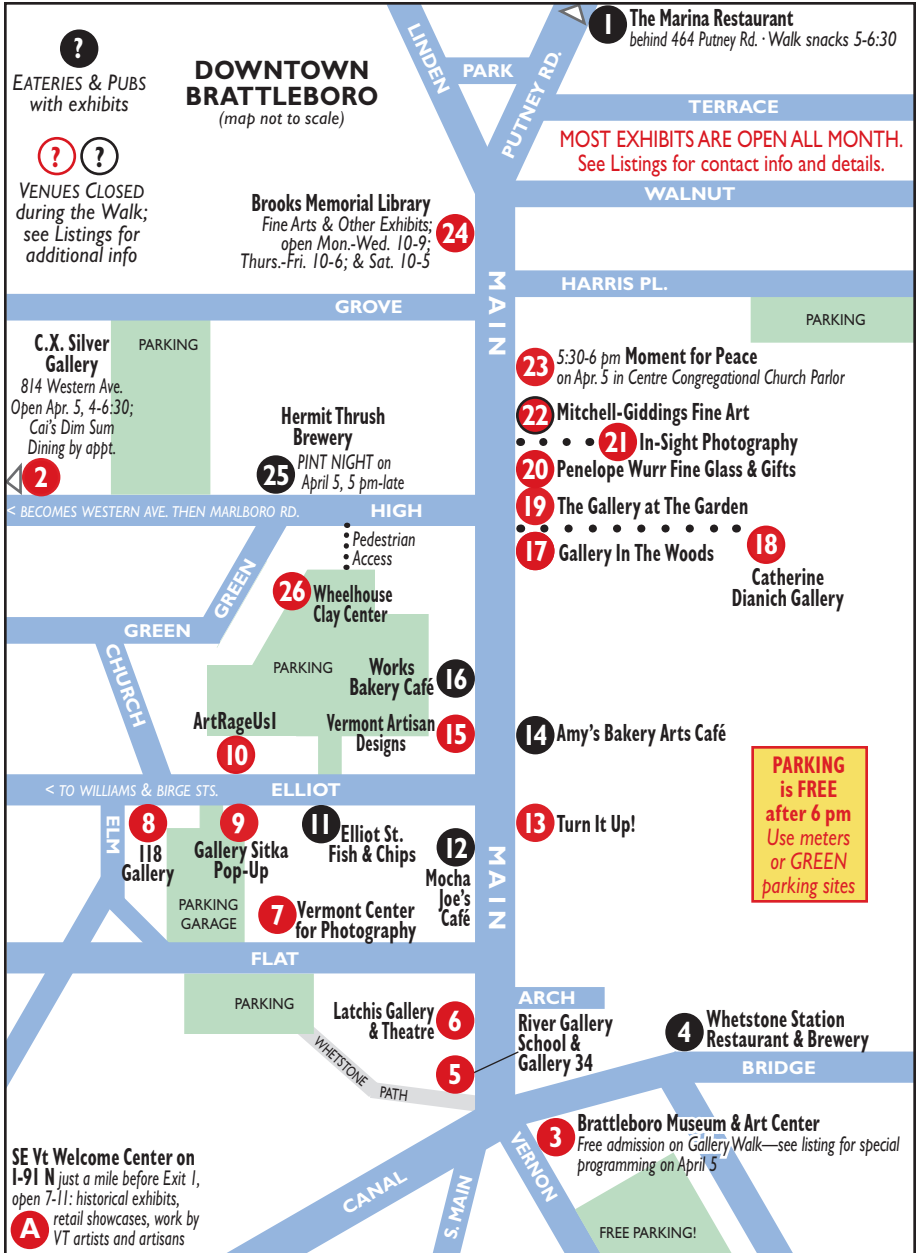 ?
EATERIES & PUBS
with exhibits
? ?
VENUES CLOSED
during the Walk;
see Listings for
additional info
DOWNTOWN
BRATTLEBORO
(map not to scale)
LINDEN
PARK
PUTNEY RD.
1 The Marina Restaurant
behind 464 Putney Rd. · Walk snacks 5-6:30
TERRACE
MOST EXHIBITS ARE OPEN ALL MONTH.
See Listings for contact info and details.
WALNUT
Brooks Memorial Library
Fine Arts & Other Exhibits;
open Mon.-Wed. 10-9;
Thurs.-Fri. 10-6; & Sat. 10-5
24
MAIN
HARRIS PL.
GROVE
PARKING
C.X. Silver
Gallery
814 Western Ave.
Open Apr. 5, 4-6:30;
Cai's Dim Sum
Dining by appt.
2
PARKING
Hermit Thrush
Brewery
25 PINT NIGHT on
April 5, 5 pm-late
23 5:30-6 pm Moment for Peace
on Apr. 5 in Centre Congregational Church Parlor
22 Mitchell-Giddings Fine Art
21 In-Sight Photography
20 Penelope Wurr Fine Glass & Gifts
19 The Gallery at The Garden
< BECOMES WESTERN AVE. THEN MARLBORO RD.
HIGH
17 Gallery In The Woods
18
Catherine
Dianich Gallery
Pedestrian
Access
GREEN
GREEN
CHURCH
26 Wheelhouse
Clay Center
PARKING
Works
Bakery Café
16
ArtRageUs1
10
Vermont Artisan
Designs
15
14 Amy's Bakery Arts Café
PARKING
is FREE
after 6 pm
Use meters
or GREEN
parking sites
< TO WILLIAMS & BIRGE STS.
ELLIOT
ELM
8
118
Gallery
9
Gallery Sitka
Pop-Up
11
Elliot St.
Fish & Chips
12
Mocha
Joe's
Café
MAIN
13 Turn It Up!
PARKING
GARAGE
7 Vermont Center
for Photography
FLAT
PARKING
Latchis Gallery
& Theatre
6
ARCH
River Gallery
School &
Gallery 34
5
4 Whetstone Station
Restaurant & Brewery
BRIDGE
WHETSTONE
PATH
3 Brattleboro Museum & Art Center
Free admission on Gallery Walk—see listing for special
programming on April 5
SE Vt Welcome Center on
I-91 N just a mile before Exit 1,
open 7-11: historical exhibits,
retail showcases, work by
VT artists and artisans
A
CANAL
S. MAIN
VERNON
FREE PARKING!